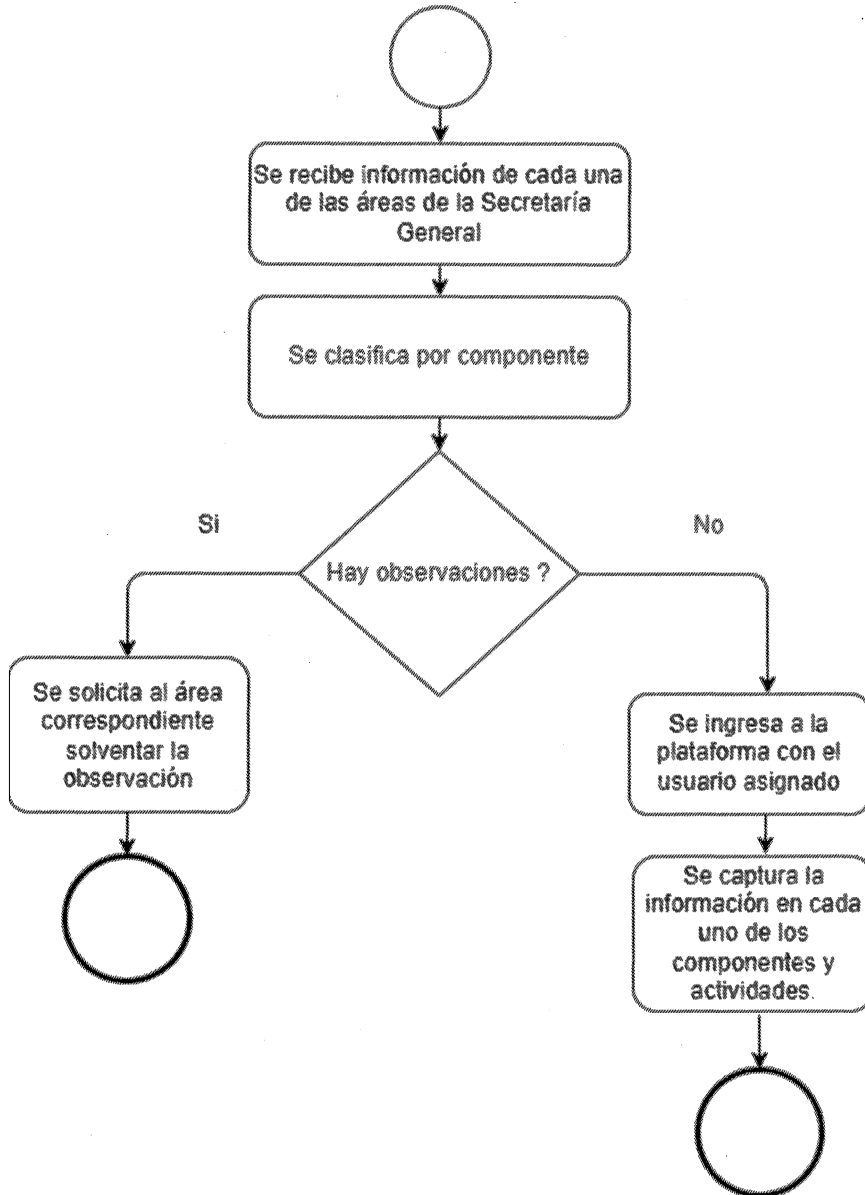 Se recibe información de cada una
de las áreas de la Secretaría
General
Se clasifica por componente
Si
No
Hay observaciones ?
Se solicita al área
correspondiente
solventar la
observación
Se ingresa a la
plataforma con el
usuario asignado
Se captura la
información en cada
uno de los
componentes y
actividades.